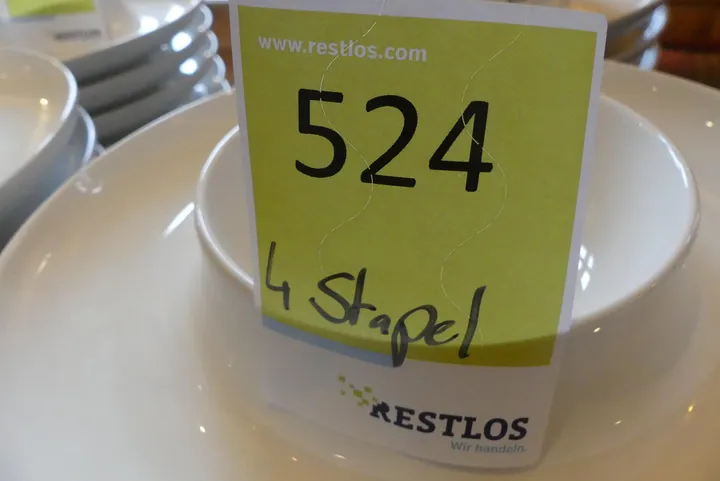 www.restlos.com
524
4 Stapel
RESTLOS
Wir handeln.